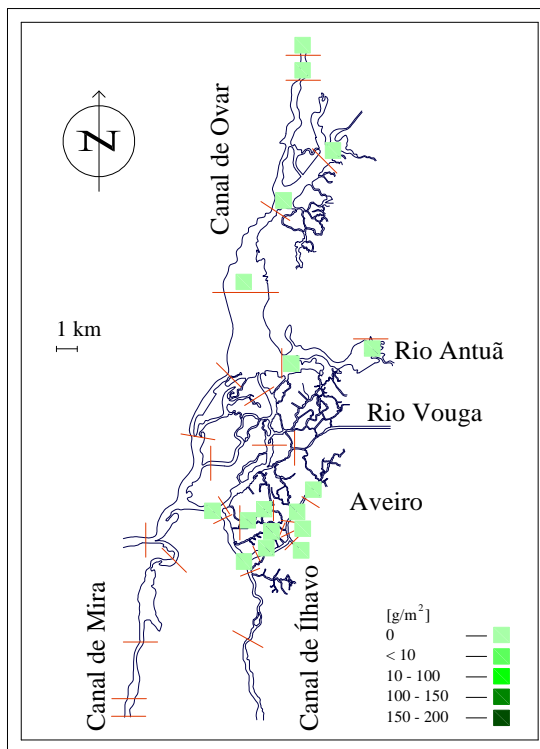 Canal de Ovar
N
1 km
Rio Antuã
Rio Vouga
Aveiro
Canal de Mira
Canal de Ílhavo
[g/m²]
0
< 10
10 - 100
100 - 150
150 - 200